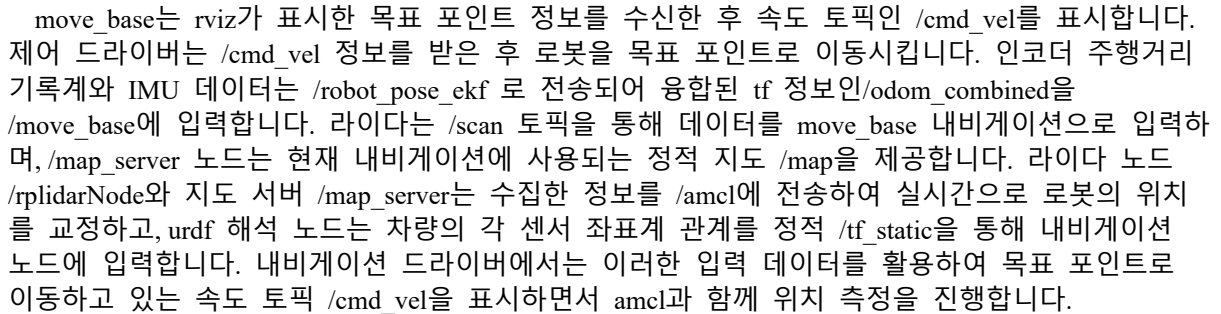 move_base는 rviz가 표시한 목표 포인트 정보를 수신한 후 속도 토픽인 /cmd_vel를 표시합니다.
제어 드라이버는 /cmd_vel 정보를 받은 후 로봇을 목표 포인트로 이동시킵니다. 인코더 주행거리
기록계와 IMU 데이터는 /robot_pose_ekf 로 전송되어 융합된 tf 정보인/odom_combined을
/move_base에 입력합니다. 라이다는 /scan 토픽을 통해 데이터를 move_base 내비게이션으로 입력하
며, /map_server 노드는 현재 내비게이션에 사용되는 정적 지도 /map을 제공합니다. 라이다 노드
/rplidarNode와 지도 서버 /map_server는 수집한 정보를 /amcl에 전송하여 실시간으로 로봇의 위치
를 교정하고, urdf 해석 노드는 차량의 각 센서 좌표계 관계를 정적 /tf_static을 통해 내비게이션
노드에 입력합니다. 내비게이션 드라이버에서는 이러한 입력 데이터를 활용하여 목표 포인트로
이동하고 있는 속도 토픽 /cmd_vel을 표시하면서 amcl과 함께 위치 측정을 진행합니다.